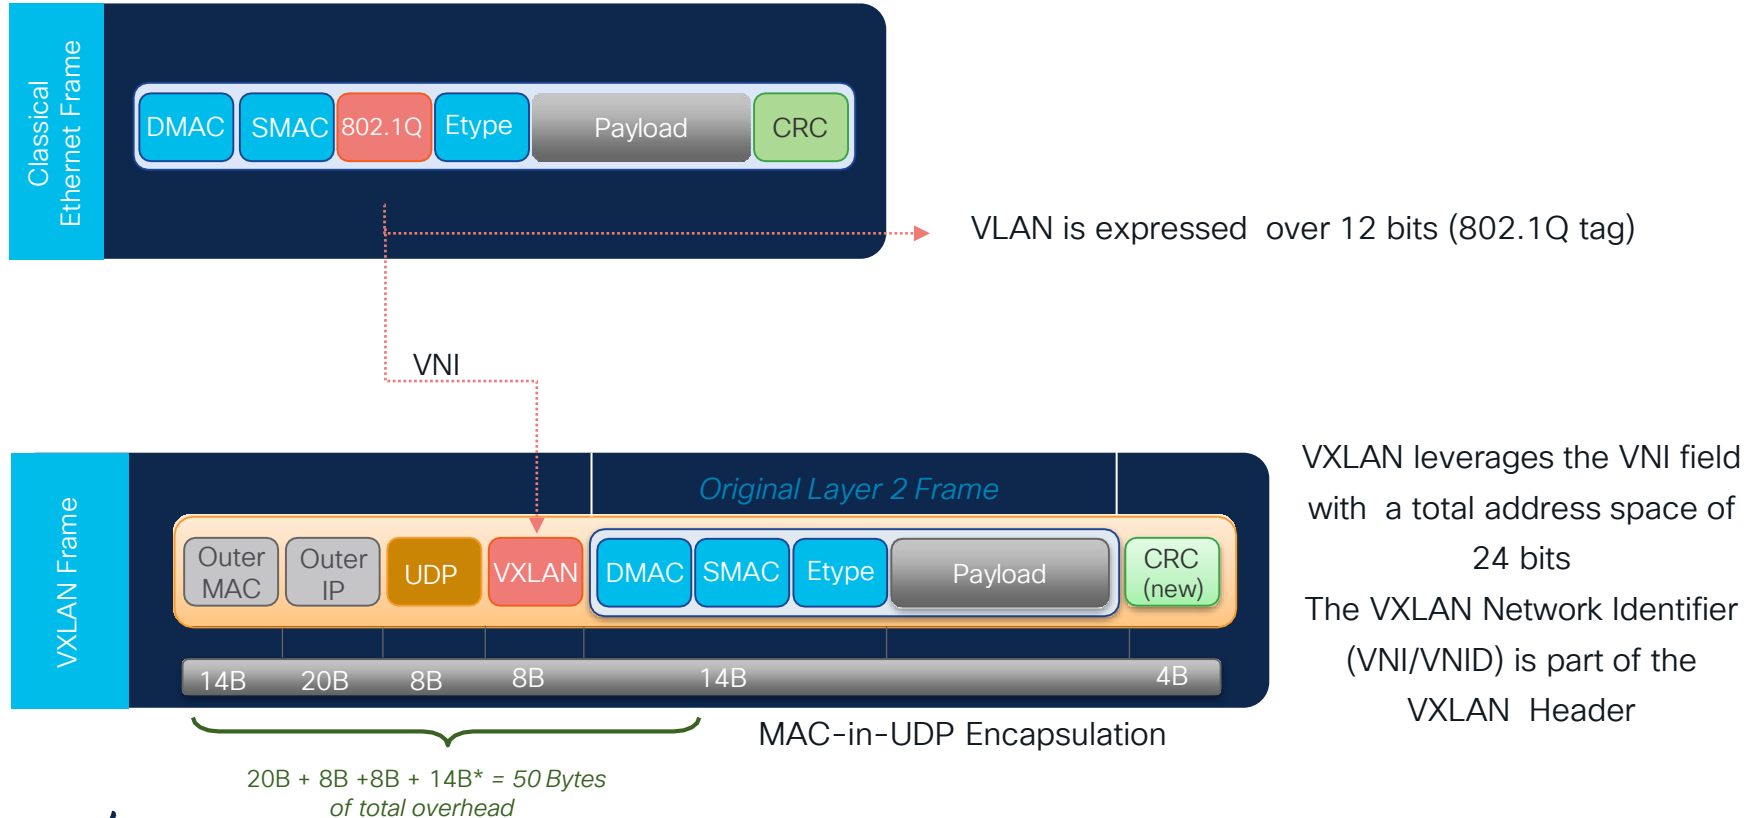 Classical
Ethernet Frame
DMAC
SMAC
802.1Q
Etype
Payload
CRC
VLAN is expressed over 12 bits (802.1Q tag)
VNI
VXLAN Frame
Original Layer 2 Frame
Outer
MAC
Outer
IP
UDP
VXLAN
DMAC
SMAC
Etype
Payload
CRC
(new)
14B
20B
8B
8B
14B
4B
VXLAN leverages the VNI field
with a total address space of
24 bits
The VXLAN Network Identifier
(VNI/VNID) is part of the
VXLAN Header
MAC-in-UDP Encapsulation
20B + 8B +8B + 14B* = 50 Bytes
of total overhead